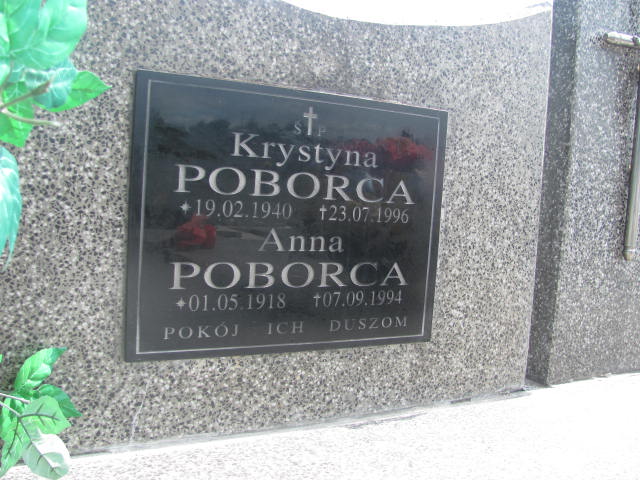 Ś † P
Krystyna
POBORCA
✶19.02.1940 †23.07.1996
Anna
POBORCA
✶01.05.1918 †07.09.1994
POKÓJ ICH DUSZOM